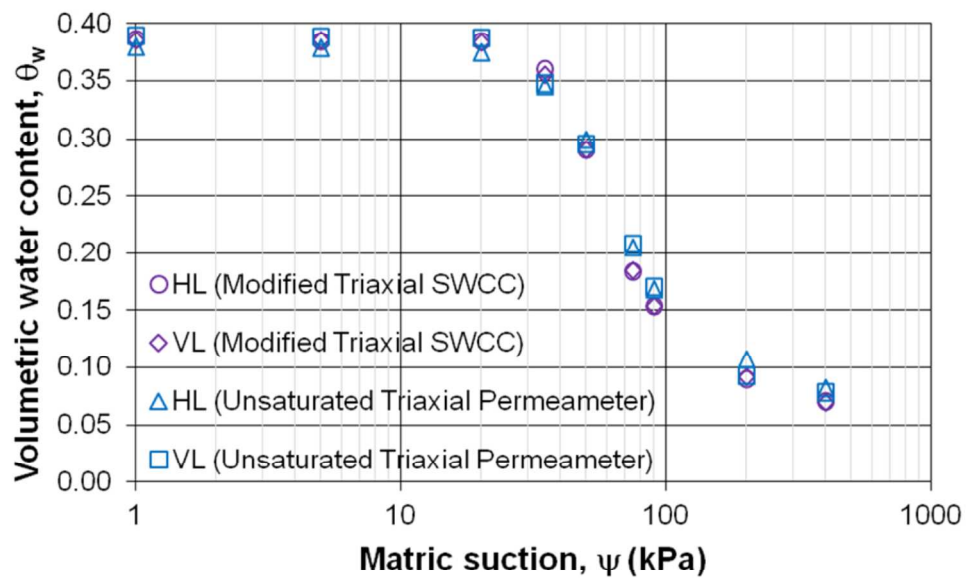 0.40
0.35
0.30
0.25
0.20
0.15
0.10
0.05
0.00
Volumetric water content, θw
HL (Modified Triaxial SWCC)
VL (Modified Triaxial SWCC)
HL (Unsaturated Triaxial Permeameter)
VL (Unsaturated Triaxial Permeameter)
1 10 100 1000
Matric suction, ψ (kPa)